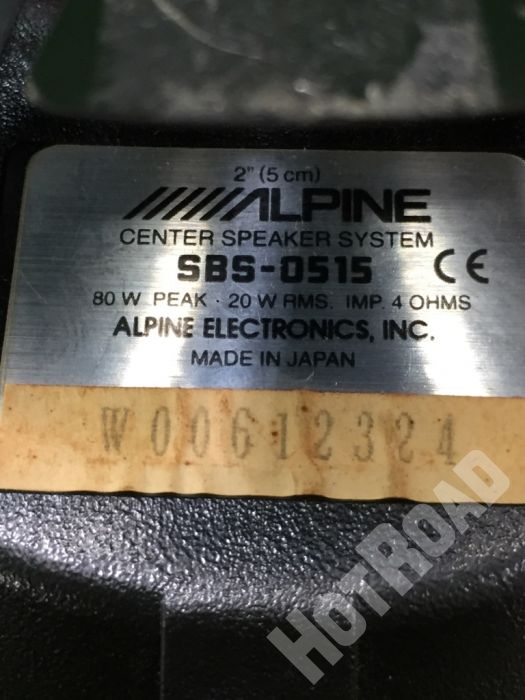 2" (5 cm)
ALPINE
CENTER SPEAKER SYSTEM
SBS-0515 CE
80 W PEAK · 20 W RMS. IMP. 4 OHMS
ALPINE ELECTRONICS, INC.
MADE IN JAPAN
W00612324
HOTROAD